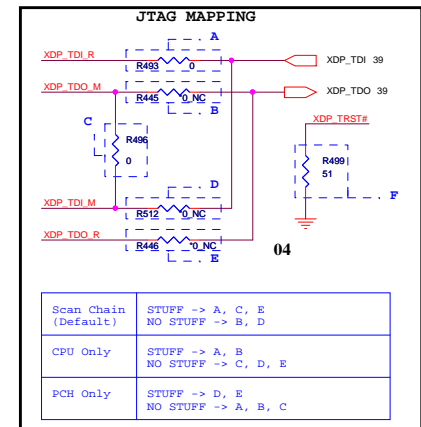 JTAG MAPPING
A
XDP_TDI_R
R493 0
XDP_TDI 39
XDP_TDO_M
R445 *0_NC
XDP_TDO 39
B
C
XDP_TRST#
R496
0
R499
51
D
F
XDP_TDI_M
R512 *0_NC
XDP_TDO_R
R446 *0_NC
04
E
Scan Chain
(Default)
STUFF -> A, C, E
NO STUFF -> B, D
CPU Only
STUFF -> A, B
NO STUFF -> C, D, E
PCH Only
STUFF -> D, E
NO STUFF -> A, B, C